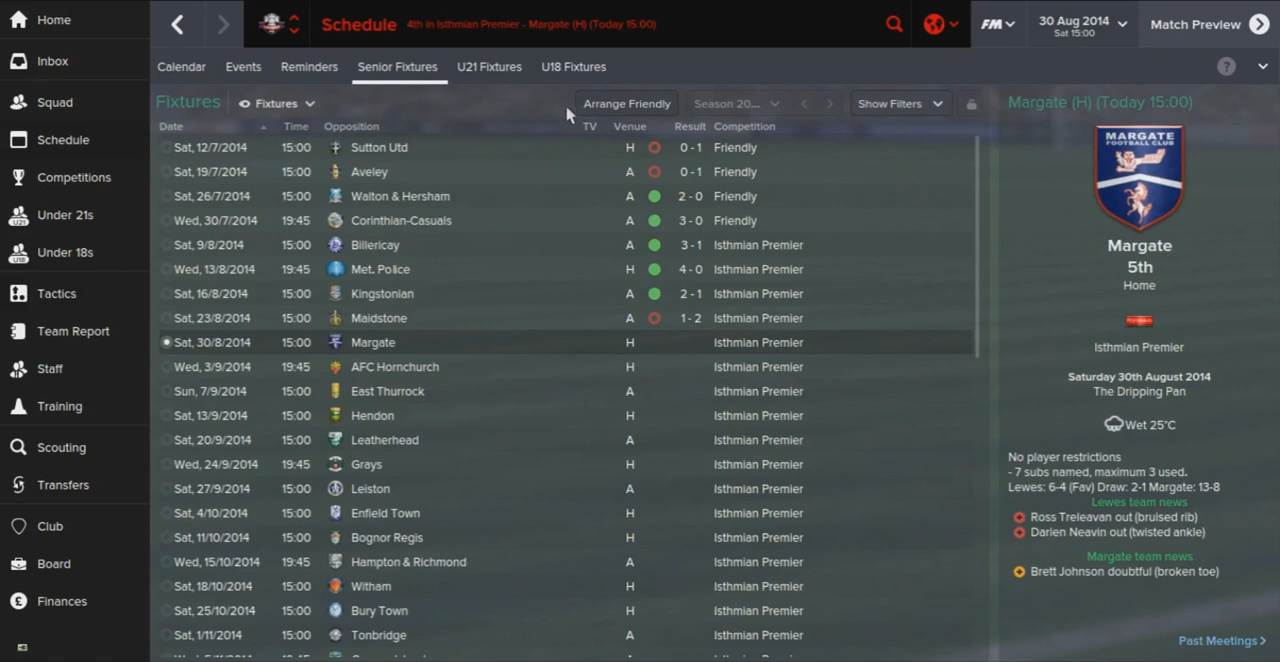 Home
Inbox
Squad
Schedule
Competitions
Under 21s
Under 18s
Tactics
Team Report
Staff
Training
Scouting
Transfers
Club
Board
Finances
Schedule 4th in Isthmian Premier - Margate (H) (Today 15:00)
FM 30 Aug 2014 Match Preview
Sat 15:00
Calendar Events Reminders Senior Fixtures U21 Fixtures U18 Fixtures ?
Fixtures Fixtures Arrange Friendly Season 20... Show Filters
Date Time Opposition TV Venue Result Competition
Sat, 12/7/2014 15:00 Sutton Utd H 0 - 1 Friendly
Sat, 19/7/2014 15:00 Aveley A 0 - 1 Friendly
Sat, 26/7/2014 15:00 Walton & Hersham A 2 - 0 Friendly
Wed, 30/7/2014 19:45 Corinthian-Casuals A 3 - 0 Friendly
Sat, 9/8/2014 15:00 Billericay A 3 - 1 Isthmian Premier
Wed, 13/8/2014 19:45 Met. Police H 4 - 0 Isthmian Premier
Sat, 16/8/2014 15:00 Kingstonian A 2 - 1 Isthmian Premier
Sat, 23/8/2014 15:00 Maidstone A 1 - 2 Isthmian Premier
Sat, 30/8/2014 15:00 Margate H Isthmian Premier
Wed, 3/9/2014 19:45 AFC Hornchurch H Isthmian Premier
Sun, 7/9/2014 15:00 East Thurrock A Isthmian Premier
Sat, 13/9/2014 15:00 Hendon H Isthmian Premier
Sat, 20/9/2014 15:00 Leatherhead A Isthmian Premier
Wed, 24/9/2014 19:45 Grays H Isthmian Premier
Sat, 27/9/2014 15:00 Leiston A Isthmian Premier
Sat, 4/10/2014 15:00 Enfield Town H Isthmian Premier
Sat, 11/10/2014 15:00 Bognor Regis H Isthmian Premier
Wed, 15/10/2014 19:45 Hampton & Richmond A Isthmian Premier
Sat, 18/10/2014 15:00 Witham H Isthmian Premier
Sat, 25/10/2014 15:00 Bury Town H Isthmian Premier
Sat, 1/11/2014 15:00 Tonbridge A Isthmian Premier
Margate (H) (Today 15:00)
MARGATE
FOOTBALL CLUB
Margate
5th
Home
Isthmian Premier
Saturday 30th August 2014
The Dripping Pan
Wet 25°C
No player restrictions
- 7 subs named, maximum 3 used.
Lewes: 6-4 (Fav) Draw: 2-1 Margate: 13-8
Lewes team news
Ross Treleavan out (bruised rib)
Darien Neavin out (twisted ankle)
Margate team news
Brett Johnson doubtful (broken toe)
Past Meetings >